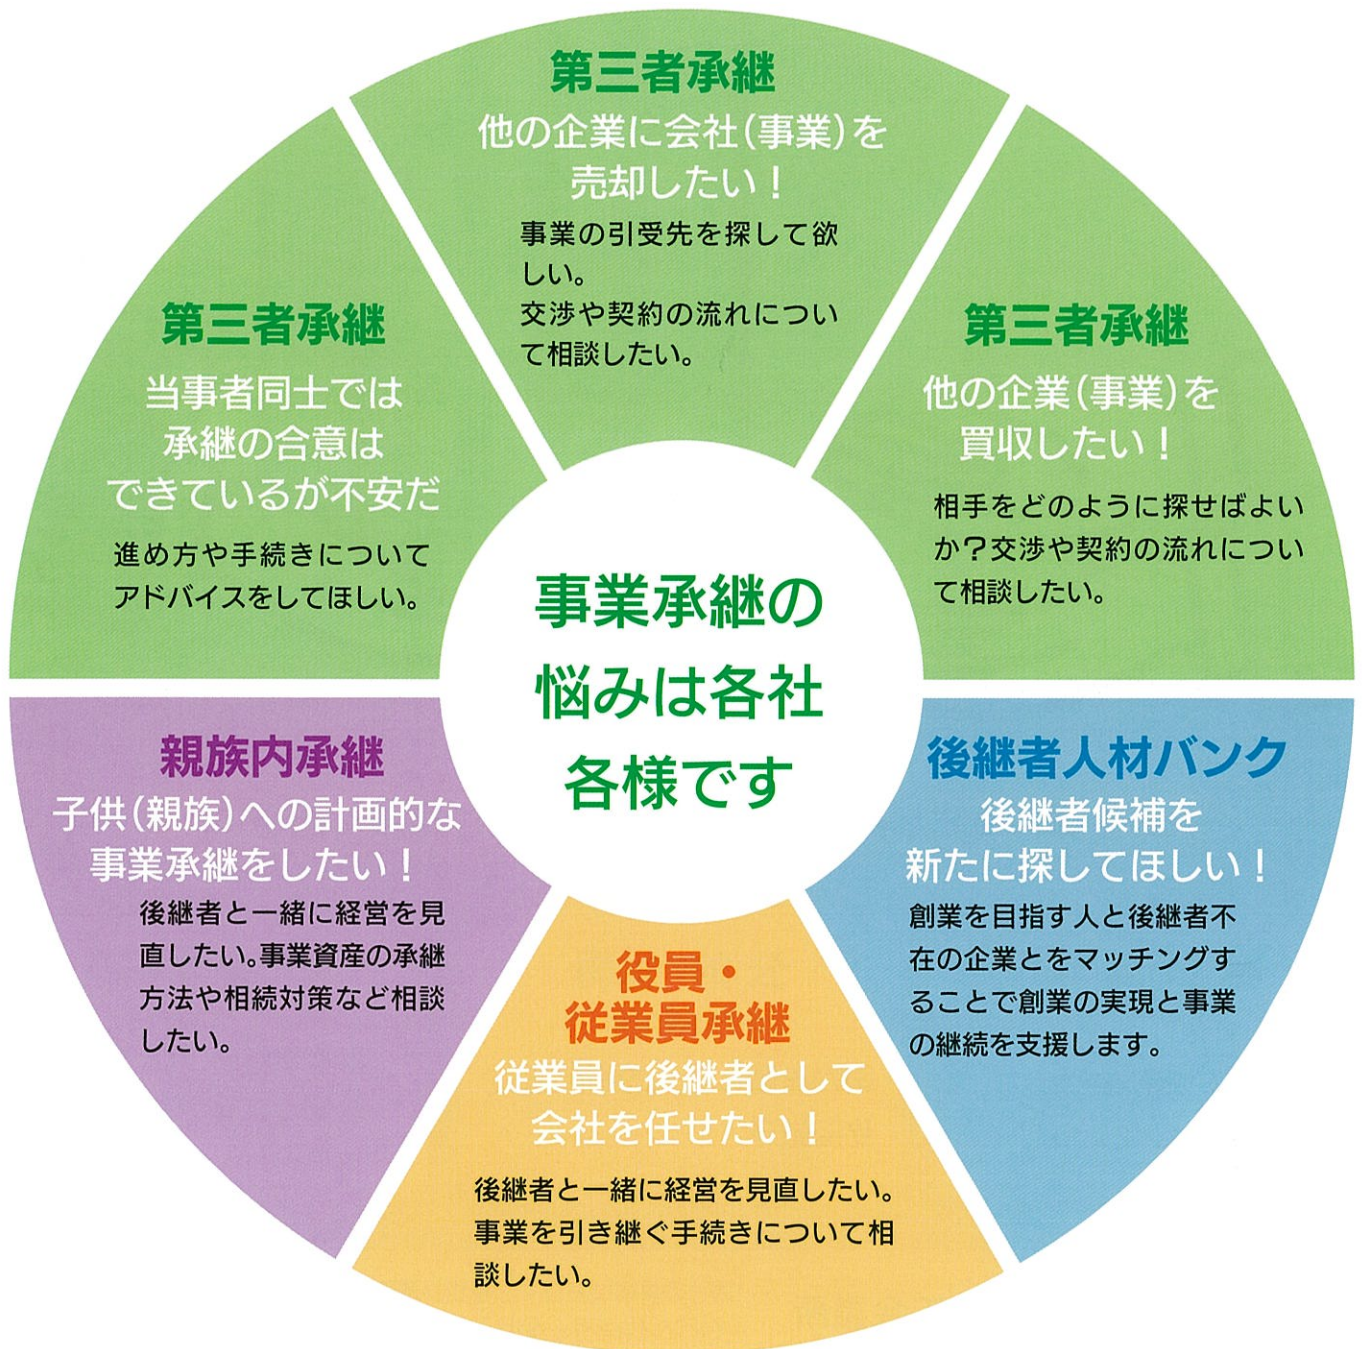 第三者承継
他の企業に会社（事業）を
売却したい！
事業の引受先を探して欲
しい。
交渉や契約の流れについ
て相談したい。
第三者承継
他の企業（事業）を
買収したい！
相手をどのように探せばよい
か？交渉や契約の流れについ
て相談したい。
後継者人材バンク
後継者候補を
新たに探してほしい！
創業を目指す人と後継者不
在の企業とをマッチングす
ることで創業の実現と事業
の継続を支援します。
役員・
従業員承継
従業員に後継者として
会社を任せたい！
後継者と一緒に経営を見直したい。
事業を引き継ぐ手続きについて相
談したい。
親族内承継
子供（親族）への計画的な
事業承継をしたい！
後継者と一緒に経営を見
直したい。事業資産の承継
方法や相続対策など相談
したい。
第三者承継
当事者同士では
承継の合意は
できているが不安だ
進め方や手続きについて
アドバイスをしてほしい。
事業承継の
悩みは各社
各様です